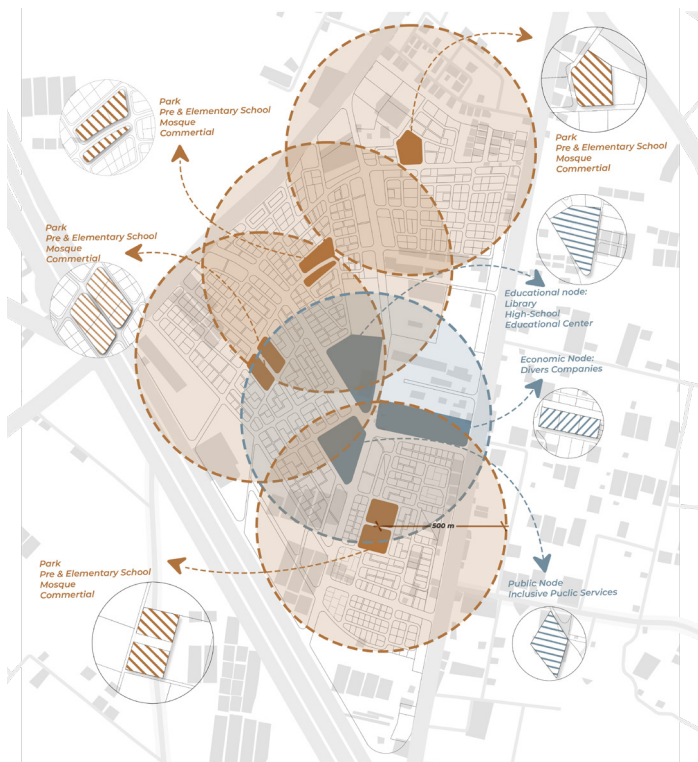 Park
Pre & Elementary School
Mosque
Commertial
Park
Pre & Elementary School
Mosque
Commertial
Park
Pre & Elementary School
Mosque
Commertial
Educational node:
Library
High-School
Educational Center
Economic Node:
Divers Companies
500 m
Park
Pre & Elementary School
Mosque
Commertial
Public Node
Inclusive Puclic Services